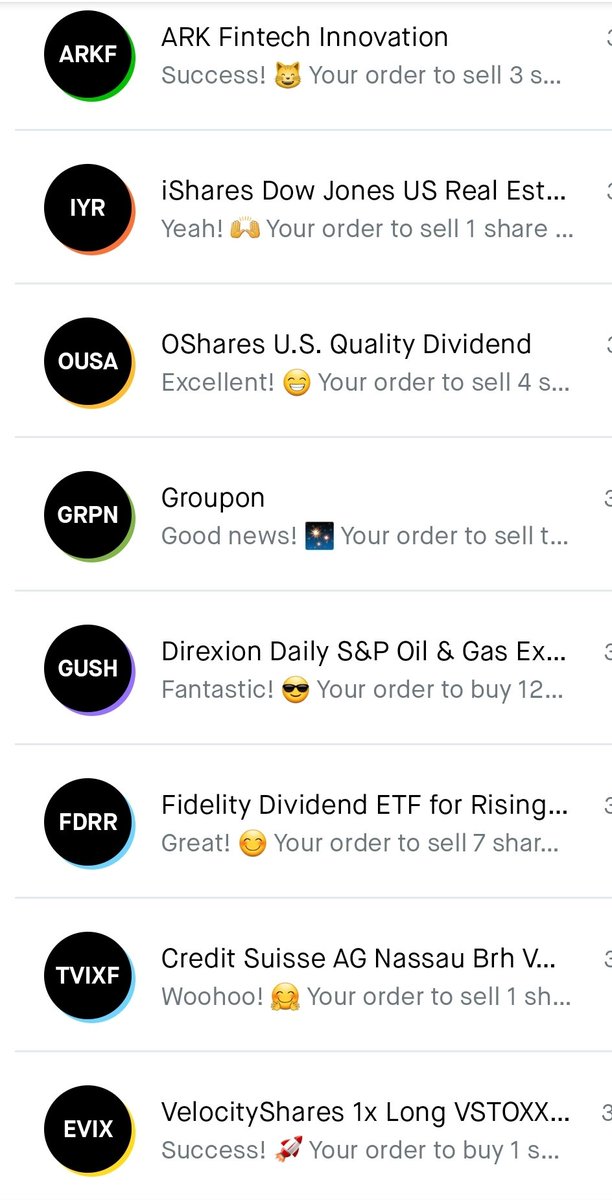 ARKF
ARK Fintech Innovation
Success! 😸 Your order to sell 3 s...
IYR
iShares Dow Jones US Real Est...
Yeah! 🙌 Your order to sell 1 share ...
OUSA
OShares U.S. Quality Dividend
Excellent! 😁 Your order to sell 4 s...
GRPN
Groupon
Good news! 🎇 Your order to sell t...
GUSH
Direxion Daily S&P Oil & Gas Ex...
Fantastic! 😎 Your order to buy 12...
FDRR
Fidelity Dividend ETF for Rising...
Great! 😊 Your order to sell 7 shar...
TVIXF
Credit Suisse AG Nassau Brh V...
Woohoo! 🤗 Your order to sell 1 sh...
EVIX
VelocityShares 1x Long VSTOXX...
Success! 🚀 Your order to buy 1 s...